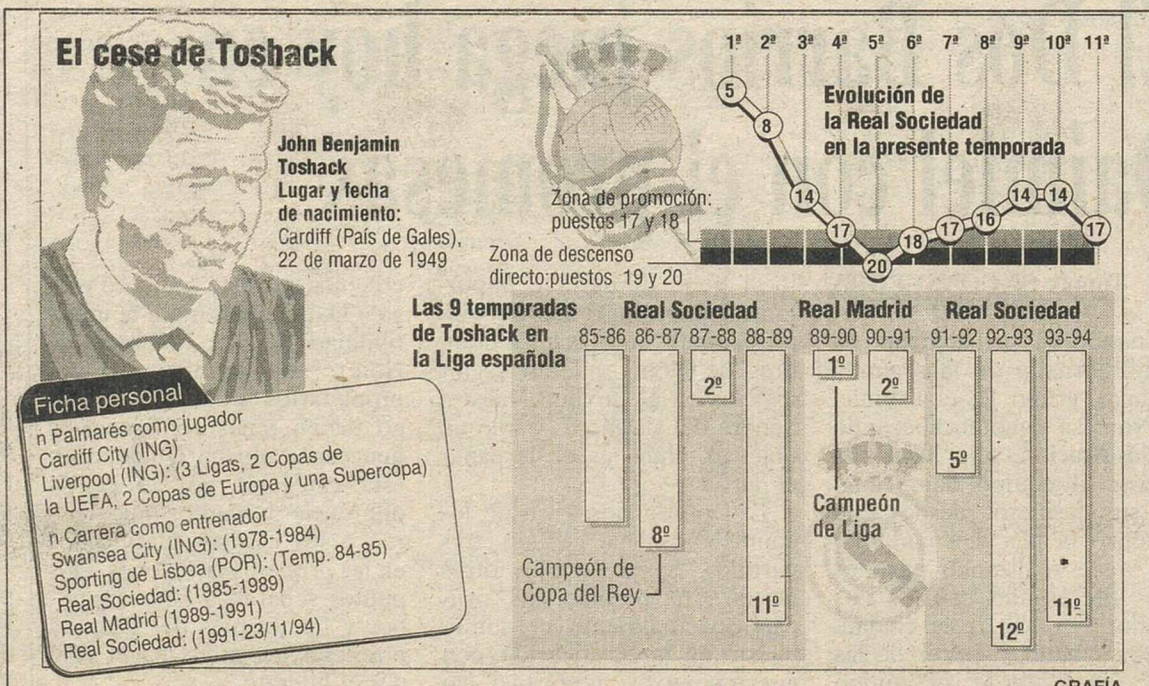 El cese de Toshack
John Benjamin
Toshack
Lugar y fecha
de nacimiento:
Cardiff (País de Gales),
22 de marzo de 1949
1ª 2ª 3ª 4ª 5ª 6ª 7ª 8ª 9ª 10ª 11ª
Evolución de
la Real Sociedad
en la presente temporada
5 8 14 17 20 18 17 16 14 14 17
Zona de promoción:
puestos 17 y 18
Zona de descenso
directo:puestos 19 y 20
Las 9 temporadas
de Toshack en
la Liga española
Real Sociedad
85-86 86-87 87-88 88-89
8º 2º 11º
Campeón de
Copa del Rey
Real Madrid
89-90 90-91
1º 2º
Campeón
de Liga
Real Sociedad
91-92 92-93 93-94
5º 12º 11º
Ficha personal
n Palmarés como jugador
Cardiff City (ING)
Liverpool (ING): (3 Ligas, 2 Copas de
la UEFA, 2 Copas de Europa y una Supercopa)
n Carrera como entrenador
Swansea City (ING): (1978-1984)
Sporting de Lisboa (POR): (Temp. 84-85)
Real Sociedad: (1985-1989)
Real Madrid (1989-1991)
Real Sociedad: (1991-23/11/94)